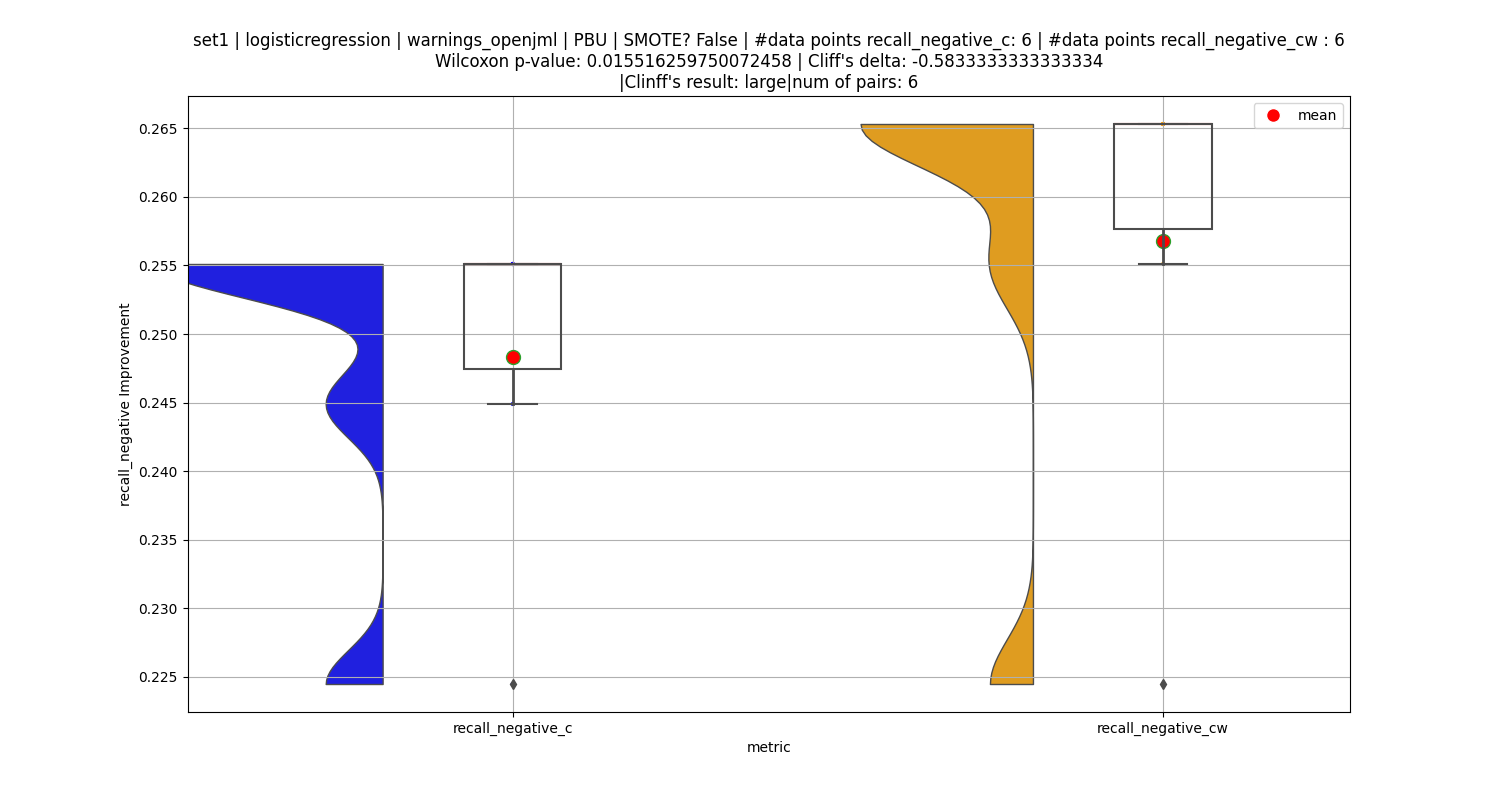 set1 | logisticregression | warnings_openjml | PBU | SMOTE? False | #data points recall_negative_c: 6 | #data points recall_negative_cw : 6
Wilcoxon p-value: 0.015516259750072458 | Cliff's delta: -0.5833333333333334
|Clinff's result: large|num of pairs: 6
mean
0.265
0.260
0.255
0.250
0.245
0.240
0.235
0.230
0.225
recall_negative Improvement
recall_negative_c
recall_negative_cw
metric